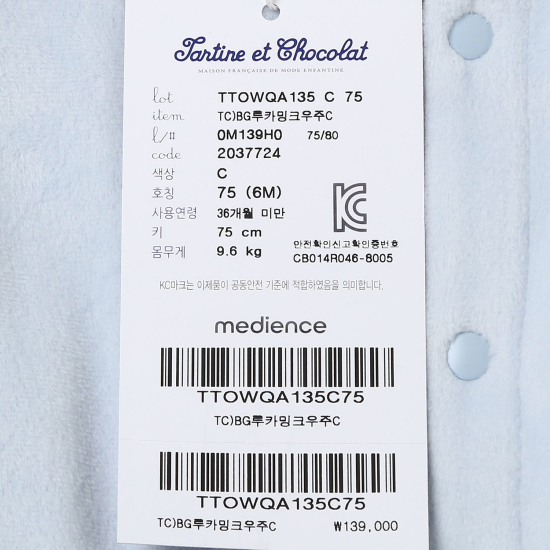 Tartine et Chocolat
MAISON FRANÇAISE DE MODE ENFANTINE
lot TTOWQA135 C 75
item TC)BG루카밍크우주C
l/# 0M139H0 75/80
code 2037724
색상 C
호칭 75 (6M)
사용연령 36개월 미만
키 75 cm
몸무게 9.6 kg
안전확인신고확인증번호
CB014R046-8005
KC마크는 이제품이 공통안전 기준에 적합하였음을 의미합니다.
medience
TTOWQA135C75
TC)BG루카밍크우주C
TTOWQA135C75
TC)BG루카밍크우주C ₩139,000